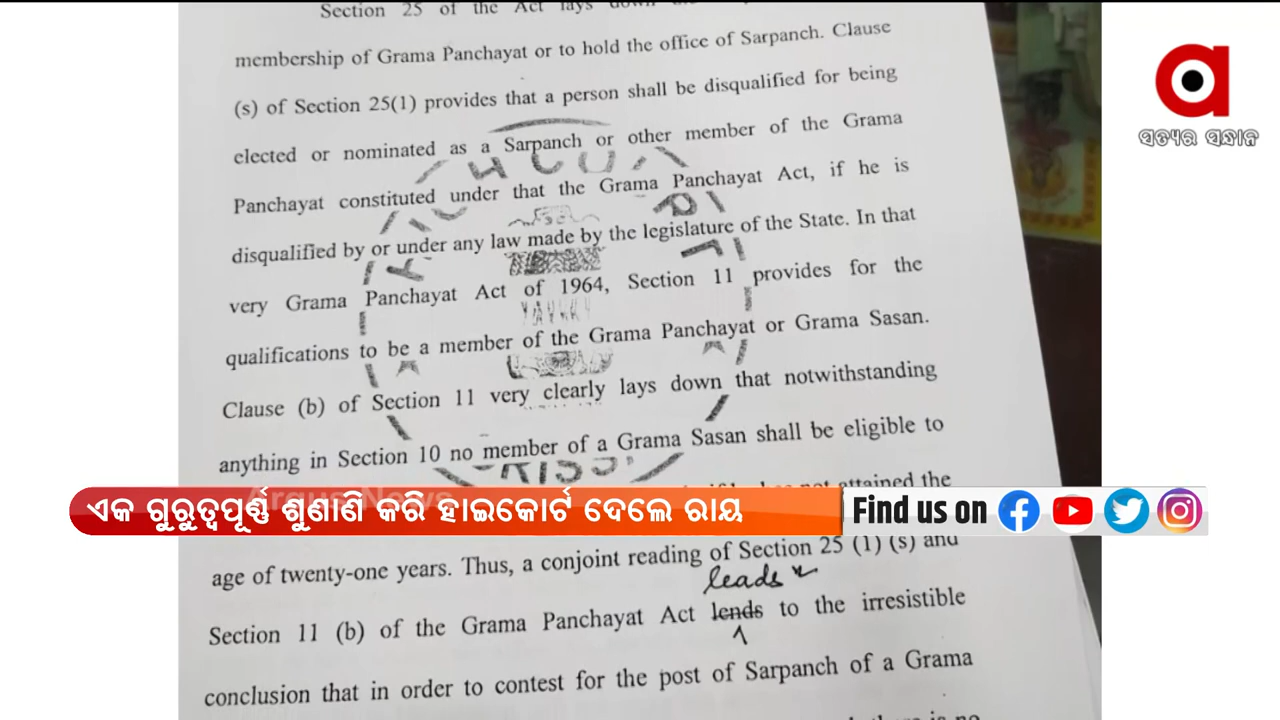 Section 25 of the Act lays down
membership of Grama Panchayat or to hold the office of Sarpanch. Clause
(s) of Section 25(1) provides that a person shall be disqualified for being
elected or nominated as a Sarpanch or other member of the Grama
Panchayat constituted under that the Grama Panchayat Act, if he is
disqualified by or under any law made by the legislature of the State. In that
very Grama Panchayat Act of 1964, Section 11 provides for the
qualifications to be a member of the Grama Panchayat or Grama Sasan.
Clause (b) of Section 11 very clearly lays down that notwithstanding
anything in Section 10 no member of a Grama Sasan shall be eligible to
attained the
age of twenty-one years. Thus, a conjoint reading of Section 25 (1) (s) and
leads
Section 11 (b) of the Grama Panchayat Act lends to the irresistible
conclusion that in order to contest for the post of Sarpanch of a Grama
is no
a
ସତ୍ୟର ସନ୍ଧାନ
Argus News
ଏକ ଗୁରୁତ୍ୱପୂର୍ଣ୍ଣ ଶୁଣାଣି କରି ହାଇକୋର୍ଟ ଦେଲେ ରାୟ
Find us on